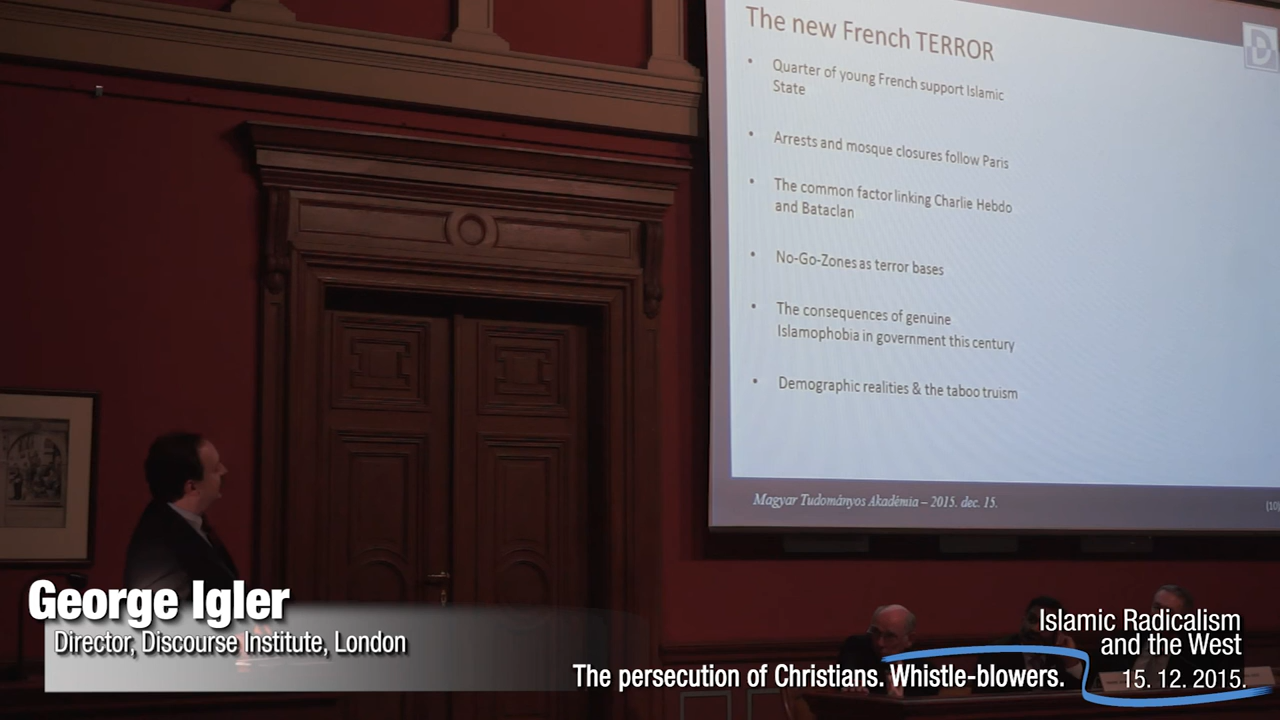 The new French TERROR
• Quarter of young French support Islamic
State
• Arrests and mosque closures follow Paris
• The common factor linking Charlie Hebdo
and Bataclan
• No-Go-Zones as terror bases
• The consequences of genuine
Islamophobia in government this century
• Demographic realities & the taboo truism
Magyar Tudományos Akadémia – 2015. dec. 15.
D
George Igler
Director, Discourse Institute, London
The persecution of Christians. Whistle-blowers.
Islamic Radicalism
and the West
15. 12. 2015.